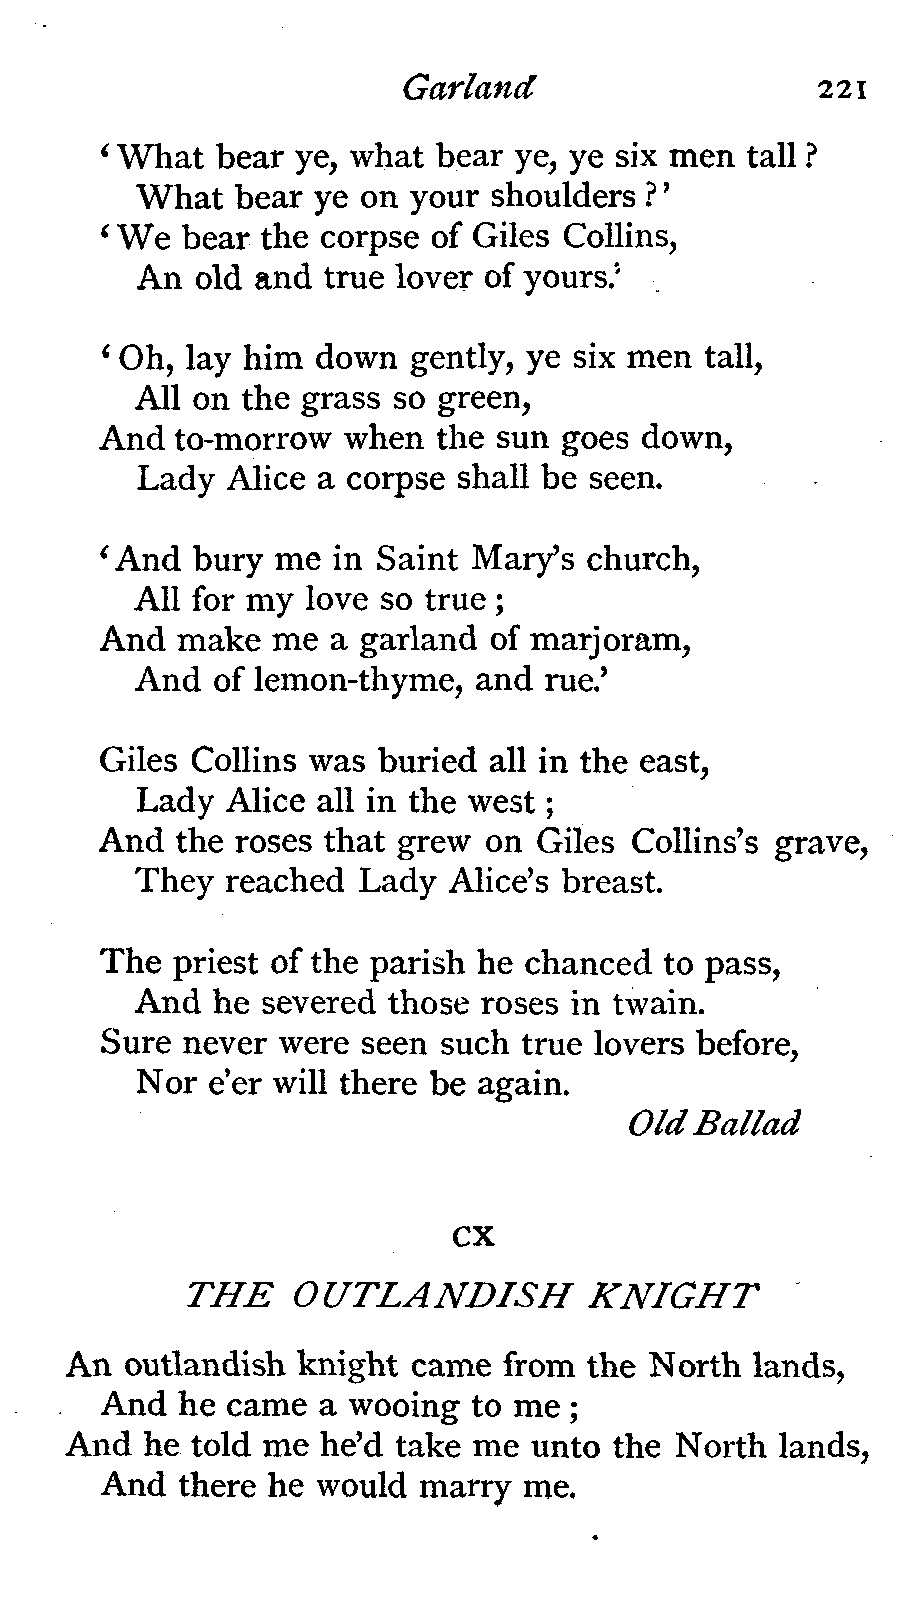 Garland 221
‘What bear ye, what bear ye, ye six men tall?
What bear ye on your shoulders?’
‘We bear the corpse of Giles Collins,
An old and true lover of yours.’
‘Oh, lay him down gently, ye six men tall,
All on the grass so green,
And to-morrow when the sun goes down,
Lady Alice a corpse shall be seen.
‘And bury me in Saint Mary’s church,
All for my love so true;
And make me a garland of marjoram,
And of lemon-thyme, and rue.’
Giles Collins was buried all in the east,
Lady Alice all in the west;
And the roses that grew on Giles Collins’s grave,
They reached Lady Alice’s breast.
The priest of the parish he chanced to pass,
And he severed those roses in twain.
Sure never were seen such true lovers before,
Nor e’er will there be again.
Old Ballad
CX
THE OUTLANDISH KNIGHT
An outlandish knight came from the North lands,
And he came a wooing to me;
And he told me he’d take me unto the North lands,
And there he would marry me.